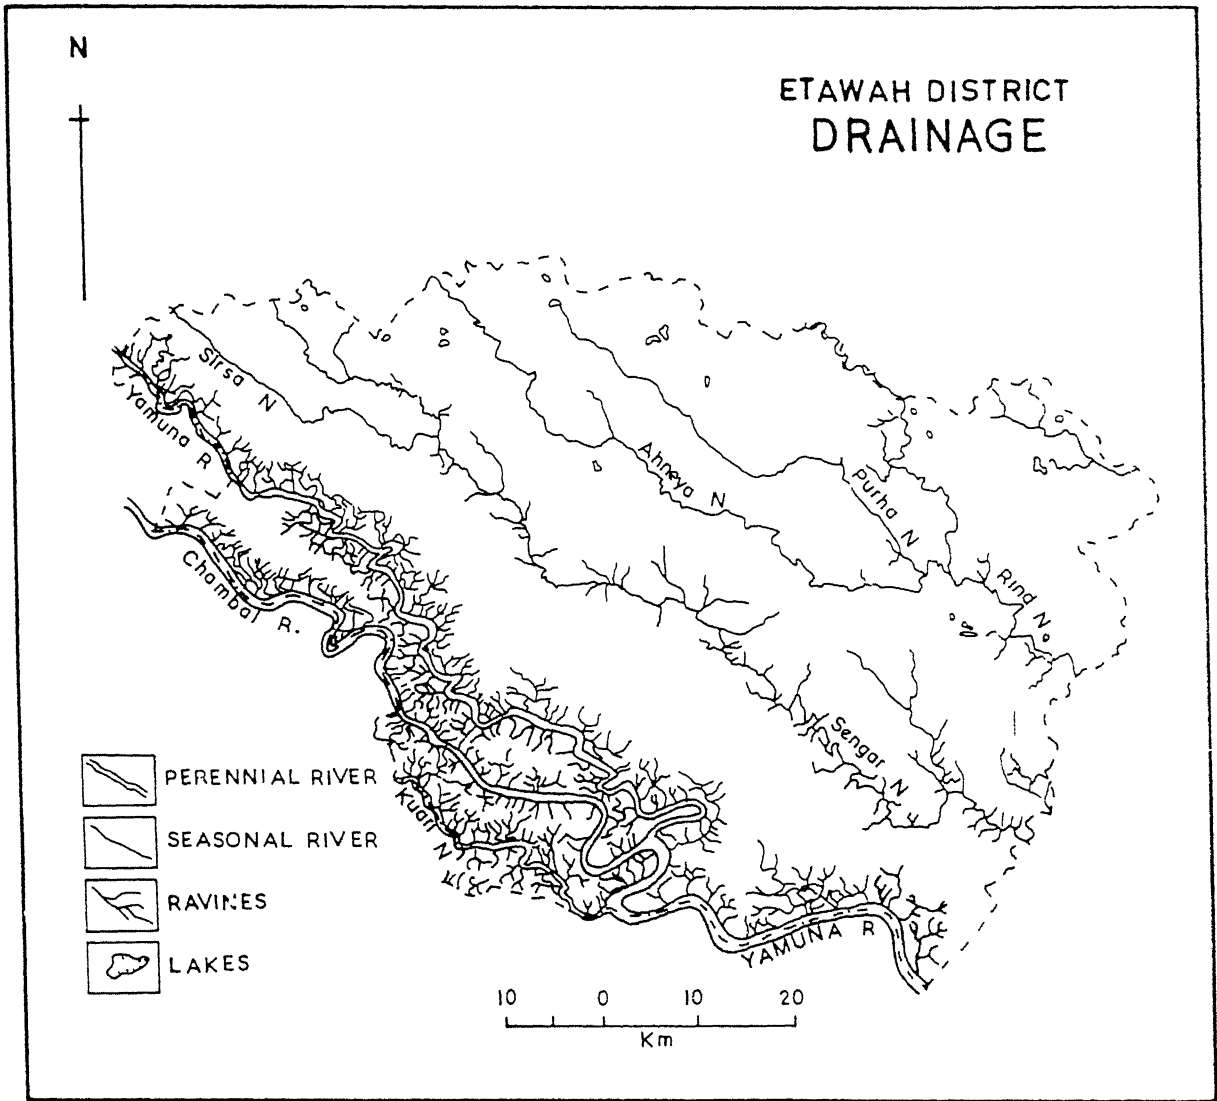 N
ETAWAH DISTRICT
DRAINAGE
Sirsa N
Yamuna R
Ahneya N
Purha N
Chambal R.
Rind N.
Sengar N
PERENNIAL RIVER
Kuari N
SEASONAL RIVER
RAVINES
YAMUNA R
LAKES
10 0 10 20
Km